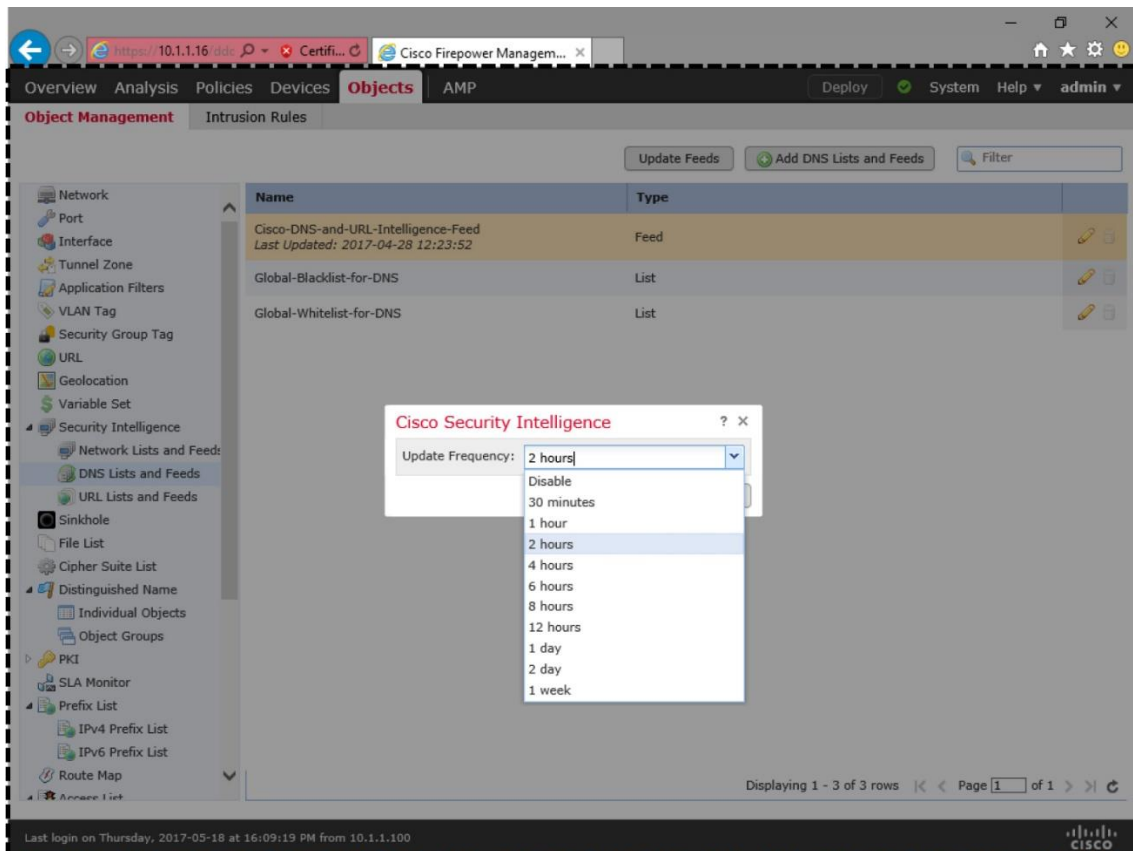 https://10.1.1.16/ddc
Certifi...
Cisco Firepower Managem...
Overview Analysis Policies Devices Objects AMP
Deploy System Help admin
Object Management Intrusion Rules
Update Feeds
Add DNS Lists and Feeds
Filter
Network
Port
Interface
Tunnel Zone
Application Filters
VLAN Tag
Security Group Tag
URL
Geolocation
Variable Set
Security Intelligence
Network Lists and Feeds
DNS Lists and Feeds
URL Lists and Feeds
Sinkhole
File List
Cipher Suite List
Distinguished Name
Individual Objects
Object Groups
PKI
SLA Monitor
Prefix List
IPv4 Prefix List
IPv6 Prefix List
Route Map
Access List
Name Type
Cisco-DNS-and-URL-Intelligence-Feed
Last Updated: 2017-04-28 12:23:52
Feed
Global-Blacklist-for-DNS List
Global-Whitelist-for-DNS List
Cisco Security Intelligence ?
Update Frequency: 2 hours
Disable
30 minutes
1 hour
2 hours
4 hours
6 hours
8 hours
12 hours
1 day
2 day
1 week
Displaying 1 - 3 of 3 rows |< < Page 1 of 1 > >|
Last login on Thursday, 2017-05-18 at 16:09:19 PM from 10.1.1.100
CISCO